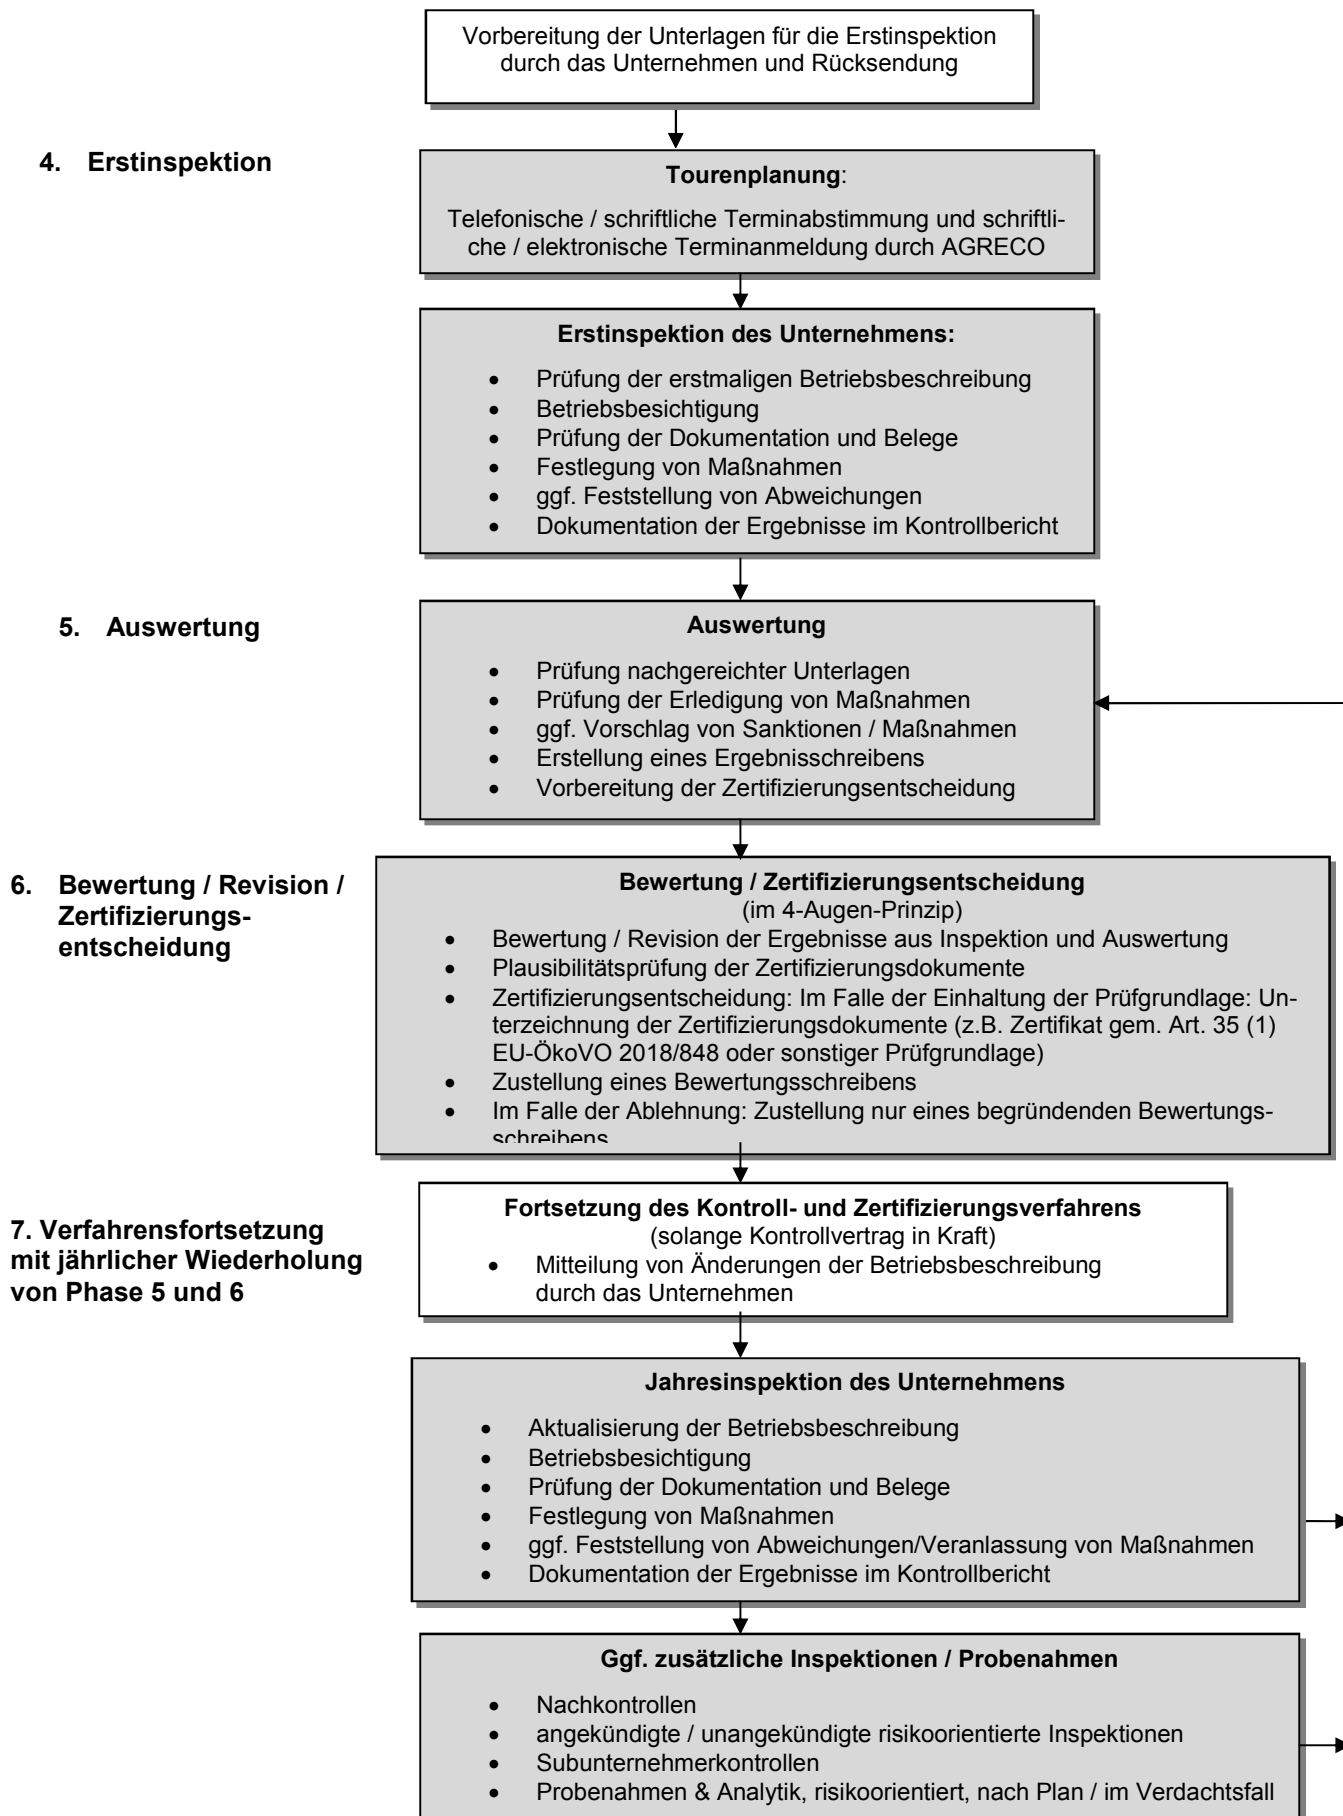 Vorbereitung der Unterlagen für die Erstinspektion
durch das Unternehmen und Rücksendung
4. Erstinspektion
Tourenplanung:
Telefonische / schriftliche Terminabstimmung und schriftli-
che / elektronische Terminanmeldung durch AGRECO
Erstinspektion des Unternehmens:
• Prüfung der erstmaligen Betriebsbeschreibung
• Betriebsbesichtigung
• Prüfung der Dokumentation und Belege
• Festlegung von Maßnahmen
• ggf. Feststellung von Abweichungen
• Dokumentation der Ergebnisse im Kontrollbericht
5. Auswertung
Auswertung
• Prüfung nachgereichter Unterlagen
• Prüfung der Erledigung von Maßnahmen
• ggf. Vorschlag von Sanktionen / Maßnahmen
• Erstellung eines Ergebnisschreibens
• Vorbereitung der Zertifizierungsentscheidung
6. Bewertung / Revision /
Zertifizierungs-
entscheidung
Bewertung / Zertifizierungsentscheidung
(im 4-Augen-Prinzip)
• Bewertung / Revision der Ergebnisse aus Inspektion und Auswertung
• Plausibilitätsprüfung der Zertifizierungsdokumente
• Zertifizierungsentscheidung: Im Falle der Einhaltung der Prüfgrundlage: Un-
terzeichnung der Zertifizierungsdokumente (z.B. Zertifikat gem. Art. 35 (1)
EU-ÖkoVO 2018/848 oder sonstiger Prüfgrundlage)
• Zustellung eines Bewertungsschreibens
• Im Falle der Ablehnung: Zustellung nur eines begründenden Bewertungs-
schreibens
7. Verfahrensfortsetzung
mit jährlicher Wiederholung
von Phase 5 und 6
Fortsetzung des Kontroll- und Zertifizierungsverfahrens
(solange Kontrollvertrag in Kraft)
• Mitteilung von Änderungen der Betriebsbeschreibung
durch das Unternehmen
Jahresinspektion des Unternehmens
• Aktualisierung der Betriebsbeschreibung
• Betriebsbesichtigung
• Prüfung der Dokumentation und Belege
• Festlegung von Maßnahmen
• ggf. Feststellung von Abweichungen/Veranlassung von Maßnahmen
• Dokumentation der Ergebnisse im Kontrollbericht
Ggf. zusätzliche Inspektionen / Probenahmen
• Nachkontrollen
• angekündigte / unangekündigte risikoorientierte Inspektionen
• Subunternehmerkontrollen
• Probenahmen & Analytik, risikoorientiert, nach Plan / im Verdachtsfall